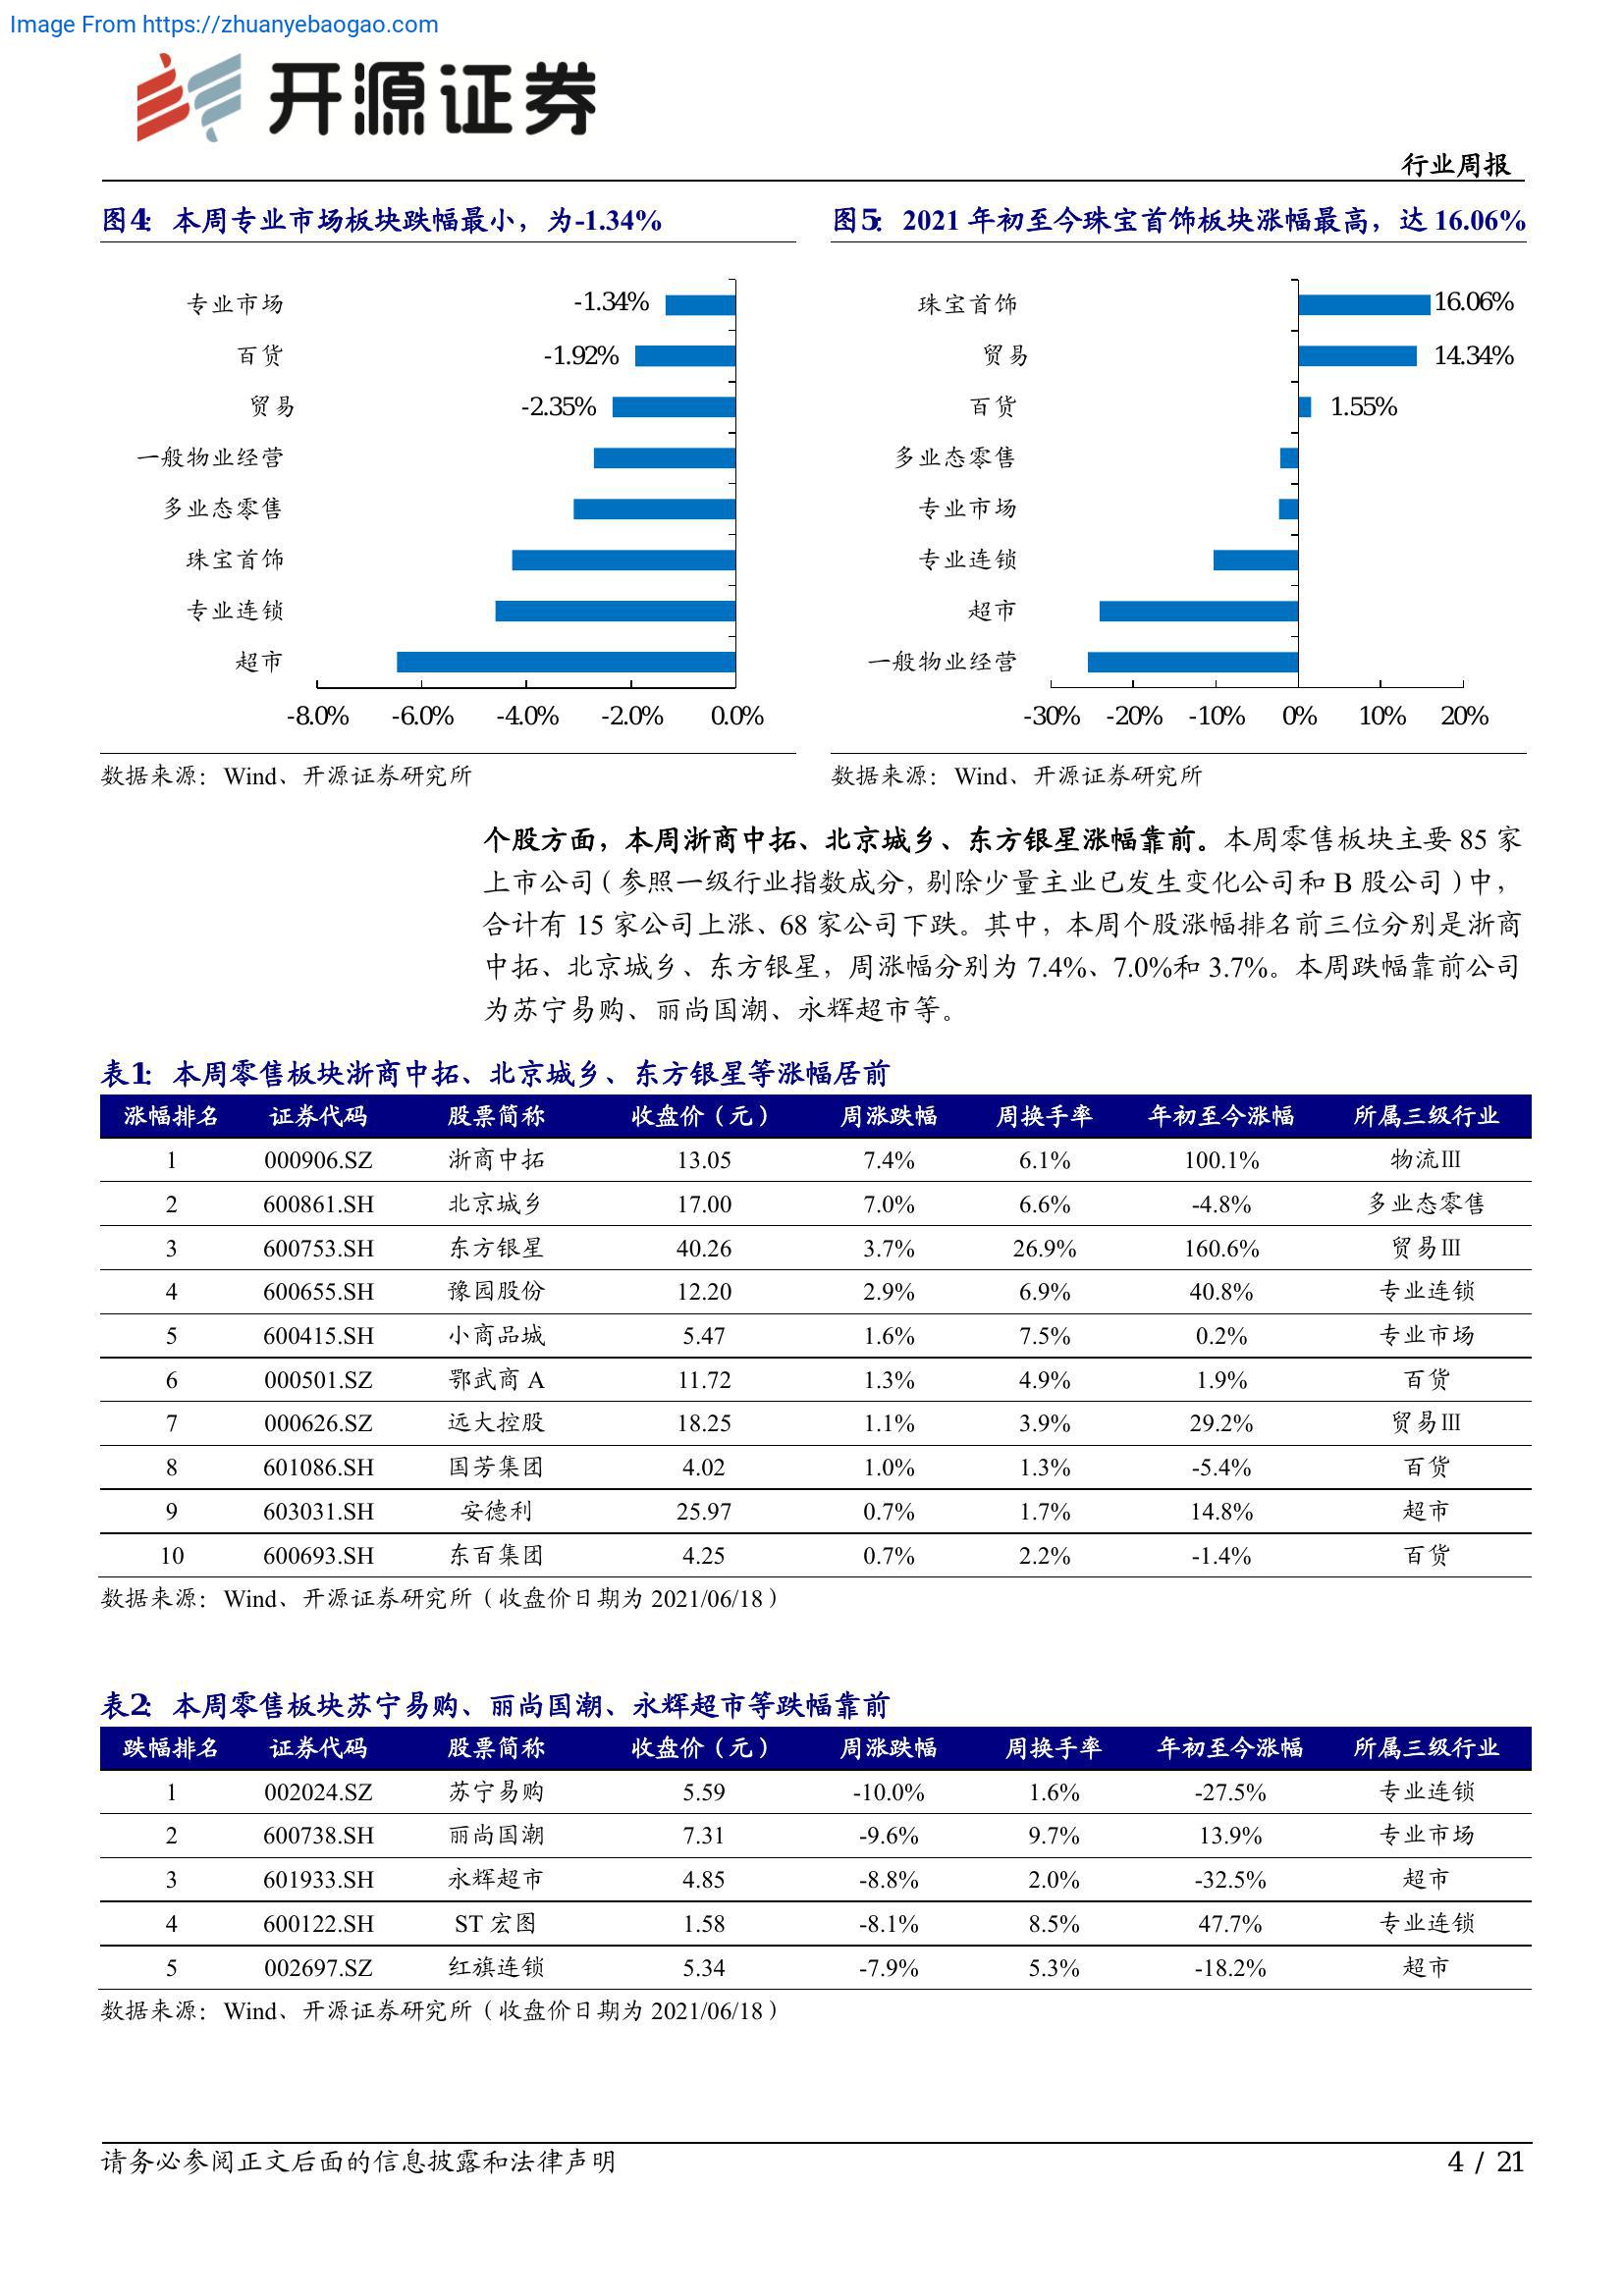 Image From https://zhuanyebaogao.com
开源证券
行业周报
图4: 本周专业市场板块跌幅最小，为-1.34%
专业市场 -1.34%
百货 -1.92%
贸易 -2.35%
一般物业经营
多业态零售
珠宝首饰
专业连锁
超市
-8.0% -6.0% -4.0% -2.0% 0.0%
数据来源：Wind、开源证券研究所
图5: 2021 年初至今珠宝首饰板块涨幅最高，达 16.06%
珠宝首饰 16.06%
贸易 14.34%
百货 1.55%
多业态零售
专业市场
专业连锁
超市
一般物业经营
-30% -20% -10% 0% 10% 20%
数据来源：Wind、开源证券研究所
个股方面，本周浙商中拓、北京城乡、东方银星涨幅靠前。本周零售板块主要 85 家
上市公司（参照一级行业指数成分，剔除少量主业已发生变化公司和 B 股公司）中，
合计有 15 家公司上涨、68 家公司下跌。其中，本周个股涨幅排名前三位分别是浙商
中拓、北京城乡、东方银星，周涨幅分别为 7.4%、7.0%和 3.7%。本周跌幅靠前公司
为苏宁易购、丽尚国潮、永辉超市等。
表1: 本周零售板块浙商中拓、北京城乡、东方银星等涨幅居前
涨幅排名 证券代码 股票简称 收盘价（元） 周涨跌幅 周换手率 年初至今涨幅 所属三级行业
1 000906.SZ 浙商中拓 13.05 7.4% 6.1% 100.1% 物流Ⅲ
2 600861.SH 北京城乡 17.00 7.0% 6.6% -4.8% 多业态零售
3 600753.SH 东方银星 40.26 3.7% 26.9% 160.6% 贸易Ⅲ
4 600655.SH 豫园股份 12.20 2.9% 6.9% 40.8% 专业连锁
5 600415.SH 小商品城 5.47 1.6% 7.5% 0.2% 专业市场
6 000501.SZ 鄂武商 A 11.72 1.3% 4.9% 1.9% 百货
7 000626.SZ 远大控股 18.25 1.1% 3.9% 29.2% 贸易Ⅲ
8 601086.SH 国芳集团 4.02 1.0% 1.3% -5.4% 百货
9 603031.SH 安德利 25.97 0.7% 1.7% 14.8% 超市
10 600693.SH 东百集团 4.25 0.7% 2.2% -1.4% 百货
数据来源：Wind、开源证券研究所（收盘价日期为 2021/06/18）
表2: 本周零售板块苏宁易购、丽尚国潮、永辉超市等跌幅靠前
跌幅排名 证券代码 股票简称 收盘价（元） 周涨跌幅 周换手率 年初至今涨幅 所属三级行业
1 002024.SZ 苏宁易购 5.59 -10.0% 1.6% -27.5% 专业连锁
2 600738.SH 丽尚国潮 7.31 -9.6% 9.7% 13.9% 专业市场
3 601933.SH 永辉超市 4.85 -8.8% 2.0% -32.5% 超市
4 600122.SH ST 宏图 1.58 -8.1% 8.5% 47.7% 专业连锁
5 002697.SZ 红旗连锁 5.34 -7.9% 5.3% -18.2% 超市
数据来源：Wind、开源证券研究所（收盘价日期为 2021/06/18）
请务必参阅正文后面的信息披露和法律声明
4 / 21